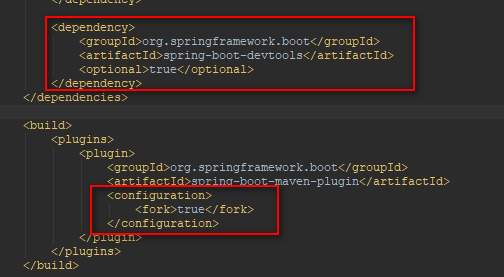 </dependency>
<dependency>
<groupId>org.springframework.boot</groupId>
<artifactId>spring-boot-devtools</artifactId>
<optional>true</optional>
</dependency>
</dependencies>
<build>
<plugins>
<plugin>
<groupId>org.springframework.boot</groupId>
<artifactId>spring-boot-maven-plugin</artifactId>
<configuration>
<fork>true</fork>
</configuration>
</plugin>
</plugins>
</build>